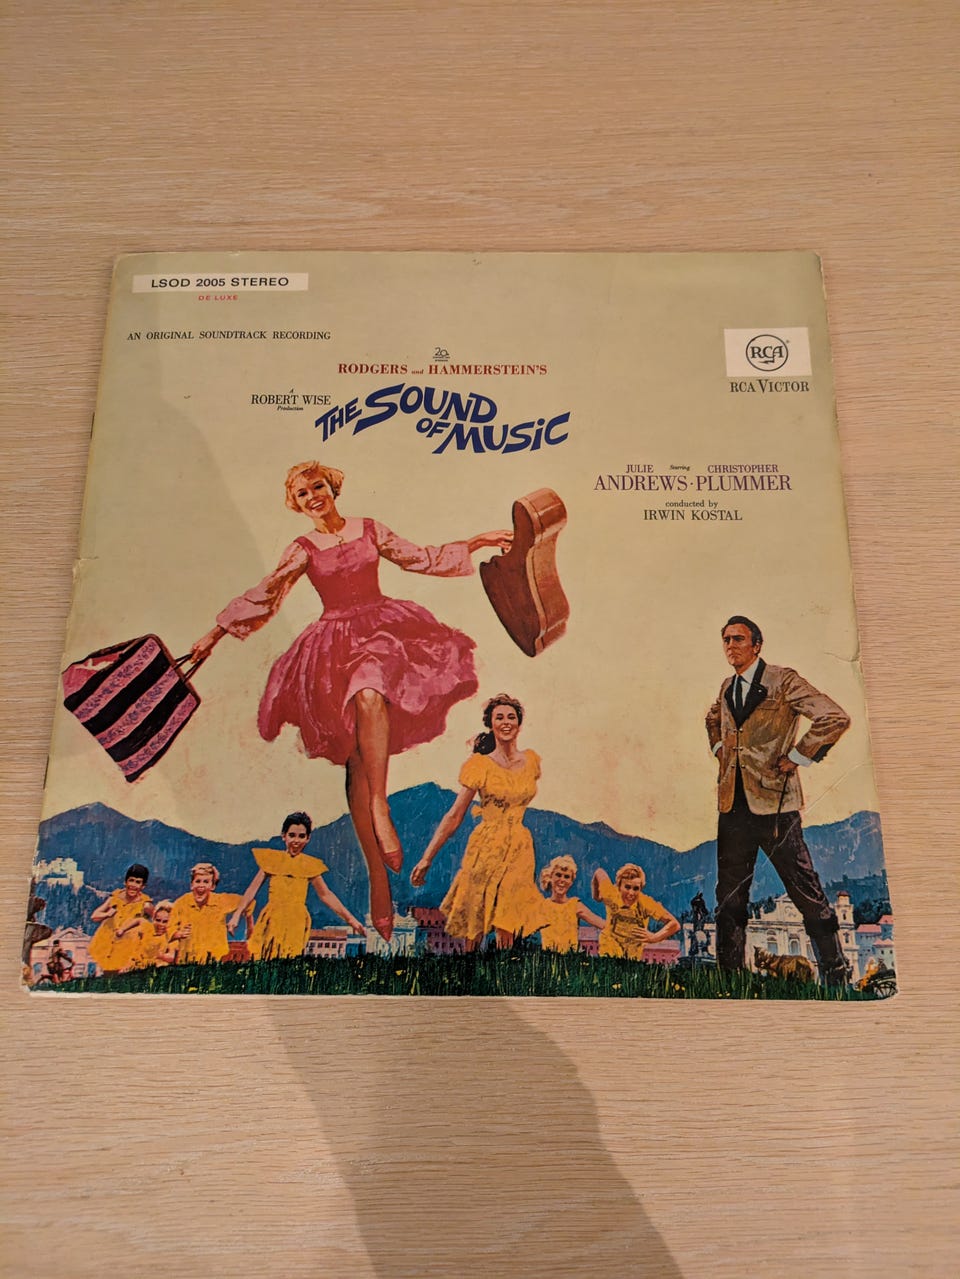 LSOD 2005 STEREO
DE LUXE
AN ORIGINAL SOUNDTRACK RECORDING
RCA
RCA VICTOR
20
RODGERS and HAMMERSTEIN'S
A
ROBERT WISE
Production
THE SOUND
OF MUSIC
JULIE Starring CHRISTOPHER
ANDREWS · PLUMMER
conducted by
IRWIN KOSTAL